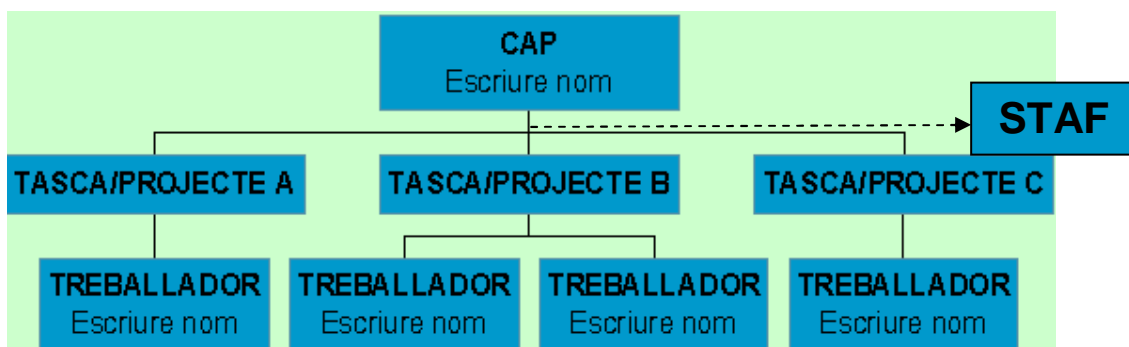 CAP
Escriure nom
STAF
TASCA/PROJECTE A
TASCA/PROJECTE B
TASCA/PROJECTE C
TREBALLADOR
Escriure nom
TREBALLADOR
Escriure nom
TREBALLADOR
Escriure nom
TREBALLADOR
Escriure nom